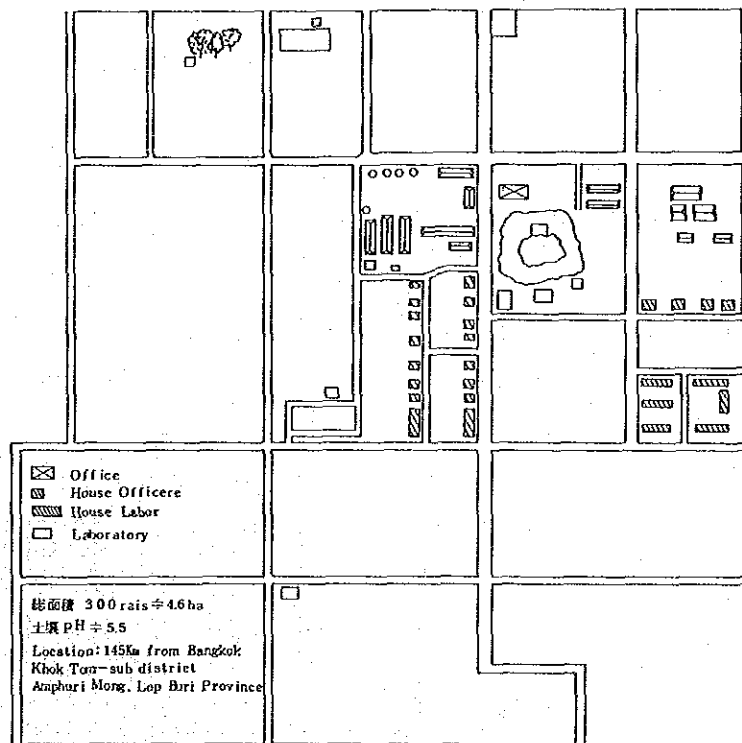 Office
House Officere
House Labor
Laboratory
総面積 300 rais≑4.6ha
土壌 PH ≑ 5.5
Location: 145Km from Bangkok
Khok Tom-sub district
Amphuri Mong. Lop Buri Province